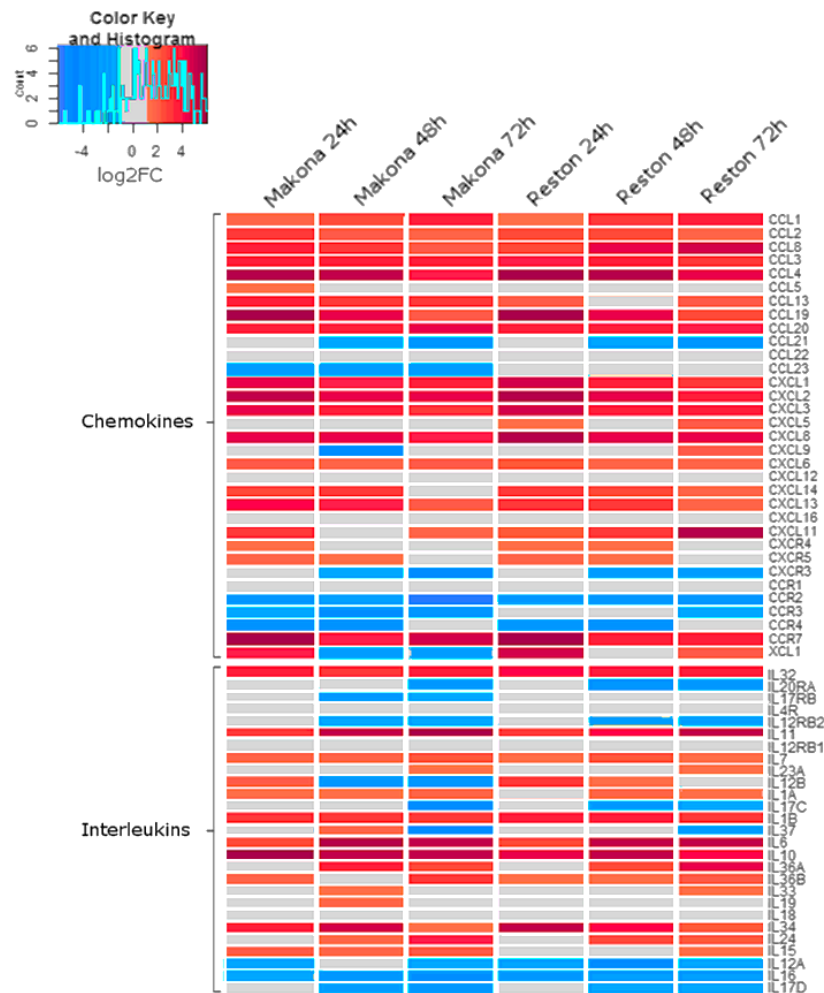 Color Key
and Histogram
6
4
2
0
Count
-4 0 2 4
log2FC
Makona 24h
Makona 48h
Makona 72h
Reston 24h
Reston 48h
Reston 72h
Chemokines
CCL1
CCL2
CCL8
CCL3
CCL4
CCL5
CCL13
CCL19
CCL20
CCL21
CCL22
CCL23
CXCL1
CXCL2
CXCL3
CXCL5
CXCL8
CXCL9
CXCL6
CXCL12
CXCL14
CXCL13
CXCL16
CXCL11
CXCR4
CXCR5
CXCR3
CCR1
CCR2
CCR3
CCR4
CCR7
XCL1
Interleukins
IL32
IL20RA
IL17RB
IL4R
IL12RB2
IL11
IL12RB1
IL7
IL23A
IL12B
IL1A
IL17C
IL1B
IL37
IL6
IL10
IL36A
IL36B
IL33
IL19
IL18
IL34
IL24
IL15
IL12A
IL16
IL17D